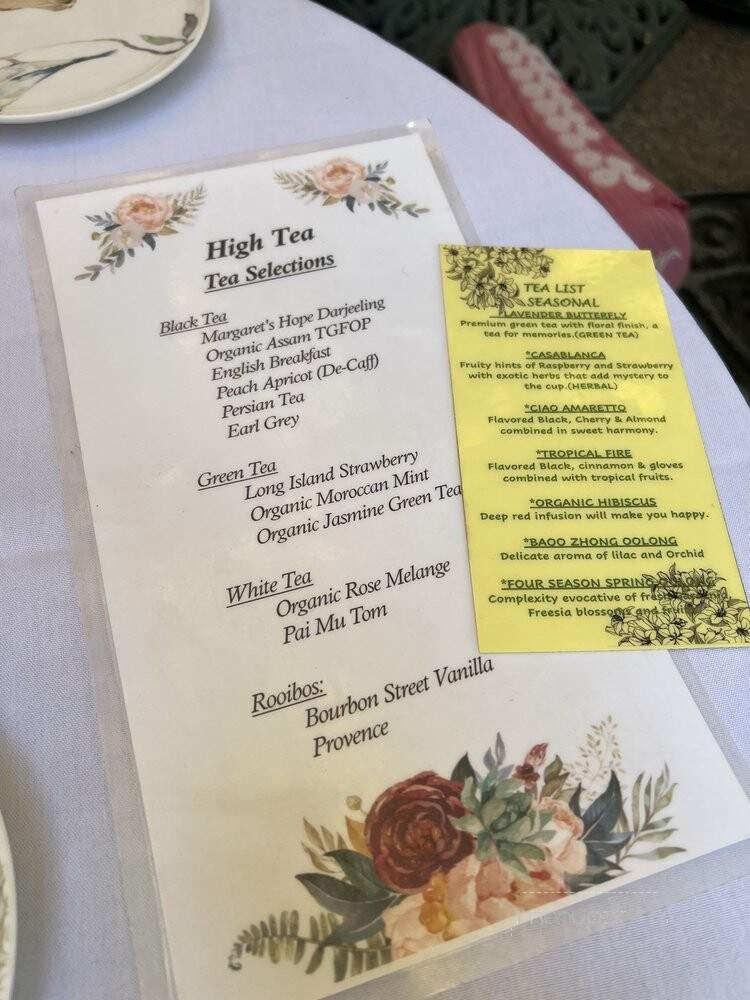 High Tea
Tea Selections
Black Tea
Margaret's Hope Darjeeling
Organic Assam TGFOP
English Breakfast
Peach Apricot (De-Caff)
Persian Tea
Earl Grey
Green Tea
Long Island Strawberry
Organic Moroccan Mint
Organic Jasmine Green Tea
White Tea
Organic Rose Melange
Pai Mu Tom
Rooibos:
Bourbon Street Vanilla
Provence
TEA LIST
SEASONAL
LAVENDER BUTTERFLY
Premium green tea with floral finish, a
tea for memories.(GREEN TEA)
*CASABLANCA
Fruity hints of Raspberry and Strawberry
with exotic herbs that add mystery to
the cup.(HERBAL)
*CIAO AMARETTO
Flavored Black, Cherry & Almond
combined in sweet harmony.
*TROPICAL FIRE
Flavored Black, cinnamon & gloves
combined with tropical fruits.
*ORGANIC HIBISCUS
Deep red infusion will make you happy.
*BAOO ZHONG OOLONG
Delicate aroma of lilac and Orchid
*FOUR SEASON SPRING OOLONG
Complexity evocative of fresh
Freesia blossoms and fruit